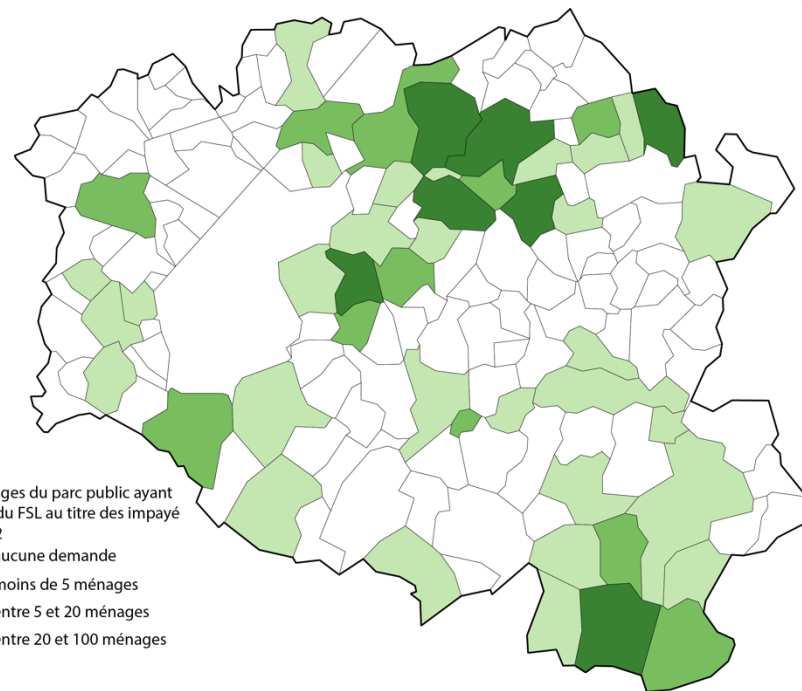 ges du parc public ayant
du FSL au titre des impayé
2
aucune demande
moins de 5 ménages
entre 5 et 20 ménages
entre 20 et 100 ménages